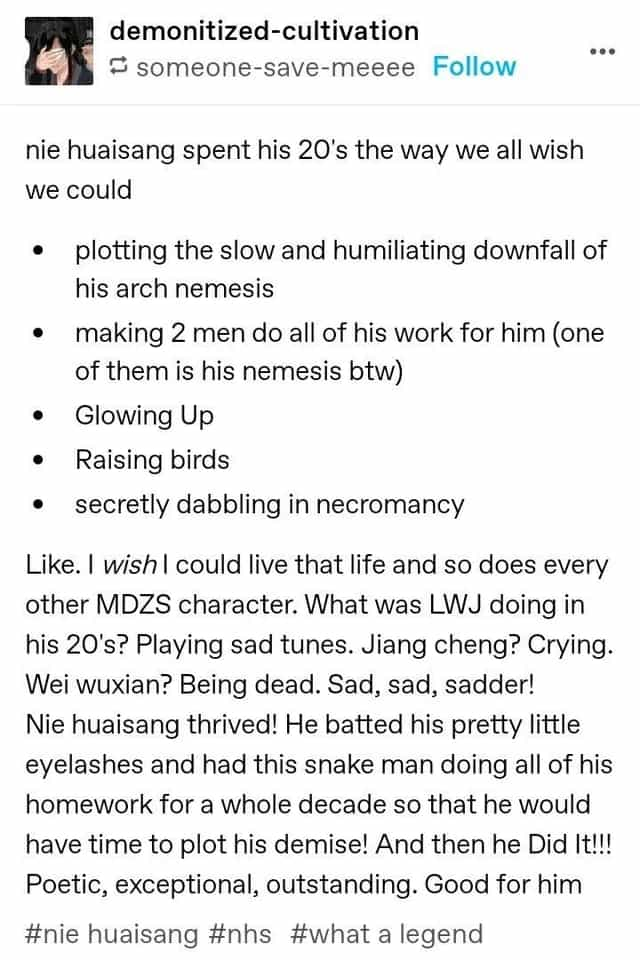 demonitized-cultivation
someone-save-meeee Follow
nie huaisang spent his 20's the way we all wish
we could
• plotting the slow and humiliating downfall of
his arch nemesis
• making 2 men do all of his work for him (one
of them is his nemesis btw)
• Glowing Up
• Raising birds
• secretly dabbling in necromancy
Like. I wish I could live that life and so does every
other MDZS character. What was LWJ doing in
his 20's? Playing sad tunes. Jiang cheng? Crying.
Wei wuxian? Being dead. Sad, sad, sadder!
Nie huaisang thrived! He batted his pretty little
eyelashes and had this snake man doing all of his
homework for a whole decade so that he would
have time to plot his demise! And then he Did It!!!
Poetic, exceptional, outstanding. Good for him
#nie huaisang #nhs #what a legend